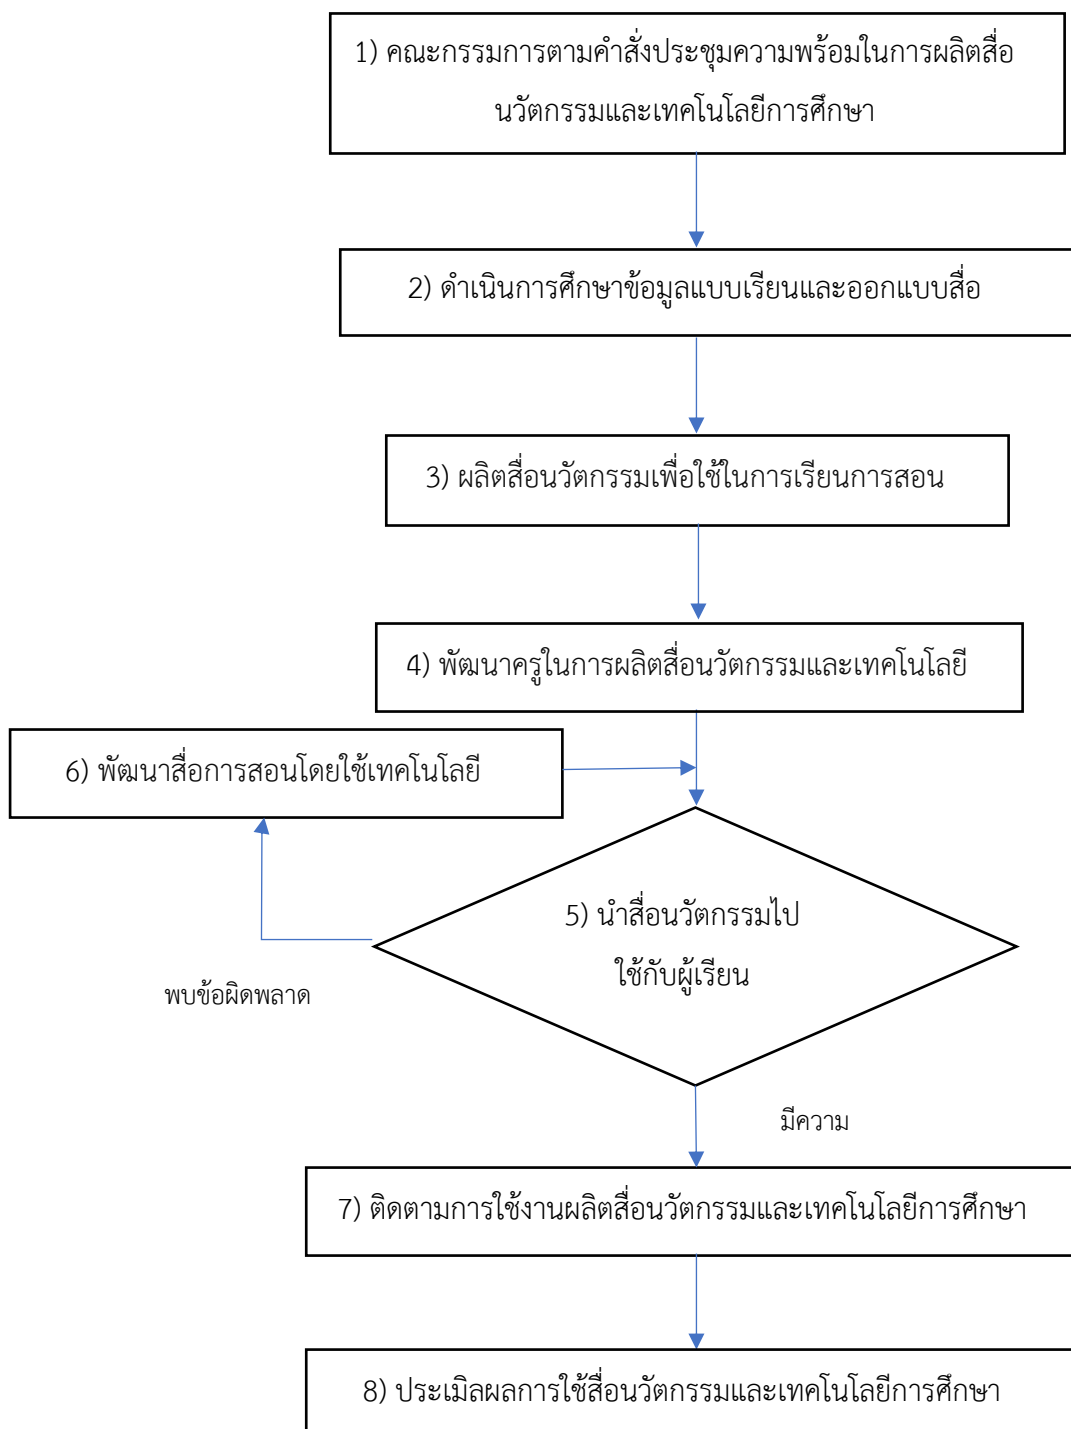 1) คณะกรรมการตามคำสั่งประชุมความพร้อมในการผลิตสื่อ
นวัตกรรมและเทคโนโลยีการศึกษา
2) ดำเนินการศึกษาข้อมูลแบบเรียนและออกแบบสื่อ
3) ผลิตสื่อนวัตกรรมเพื่อใช้ในการเรียนการสอน
4) พัฒนาครูในการผลิตสื่อนวัตกรรมและเทคโนโลยี
6) พัฒนาสื่อการสอนโดยใช้เทคโนโลยี
5) นำสื่อนวัตกรรมไป
ใช้กับผู้เรียน
พบข้อผิดพลาด
มีความ
7) ติดตามการใช้งานผลิตสื่อนวัตกรรมและเทคโนโลยีการศึกษา
8) ประเมิลผลการใช้สื่อนวัตกรรมและเทคโนโลยีการศึกษา